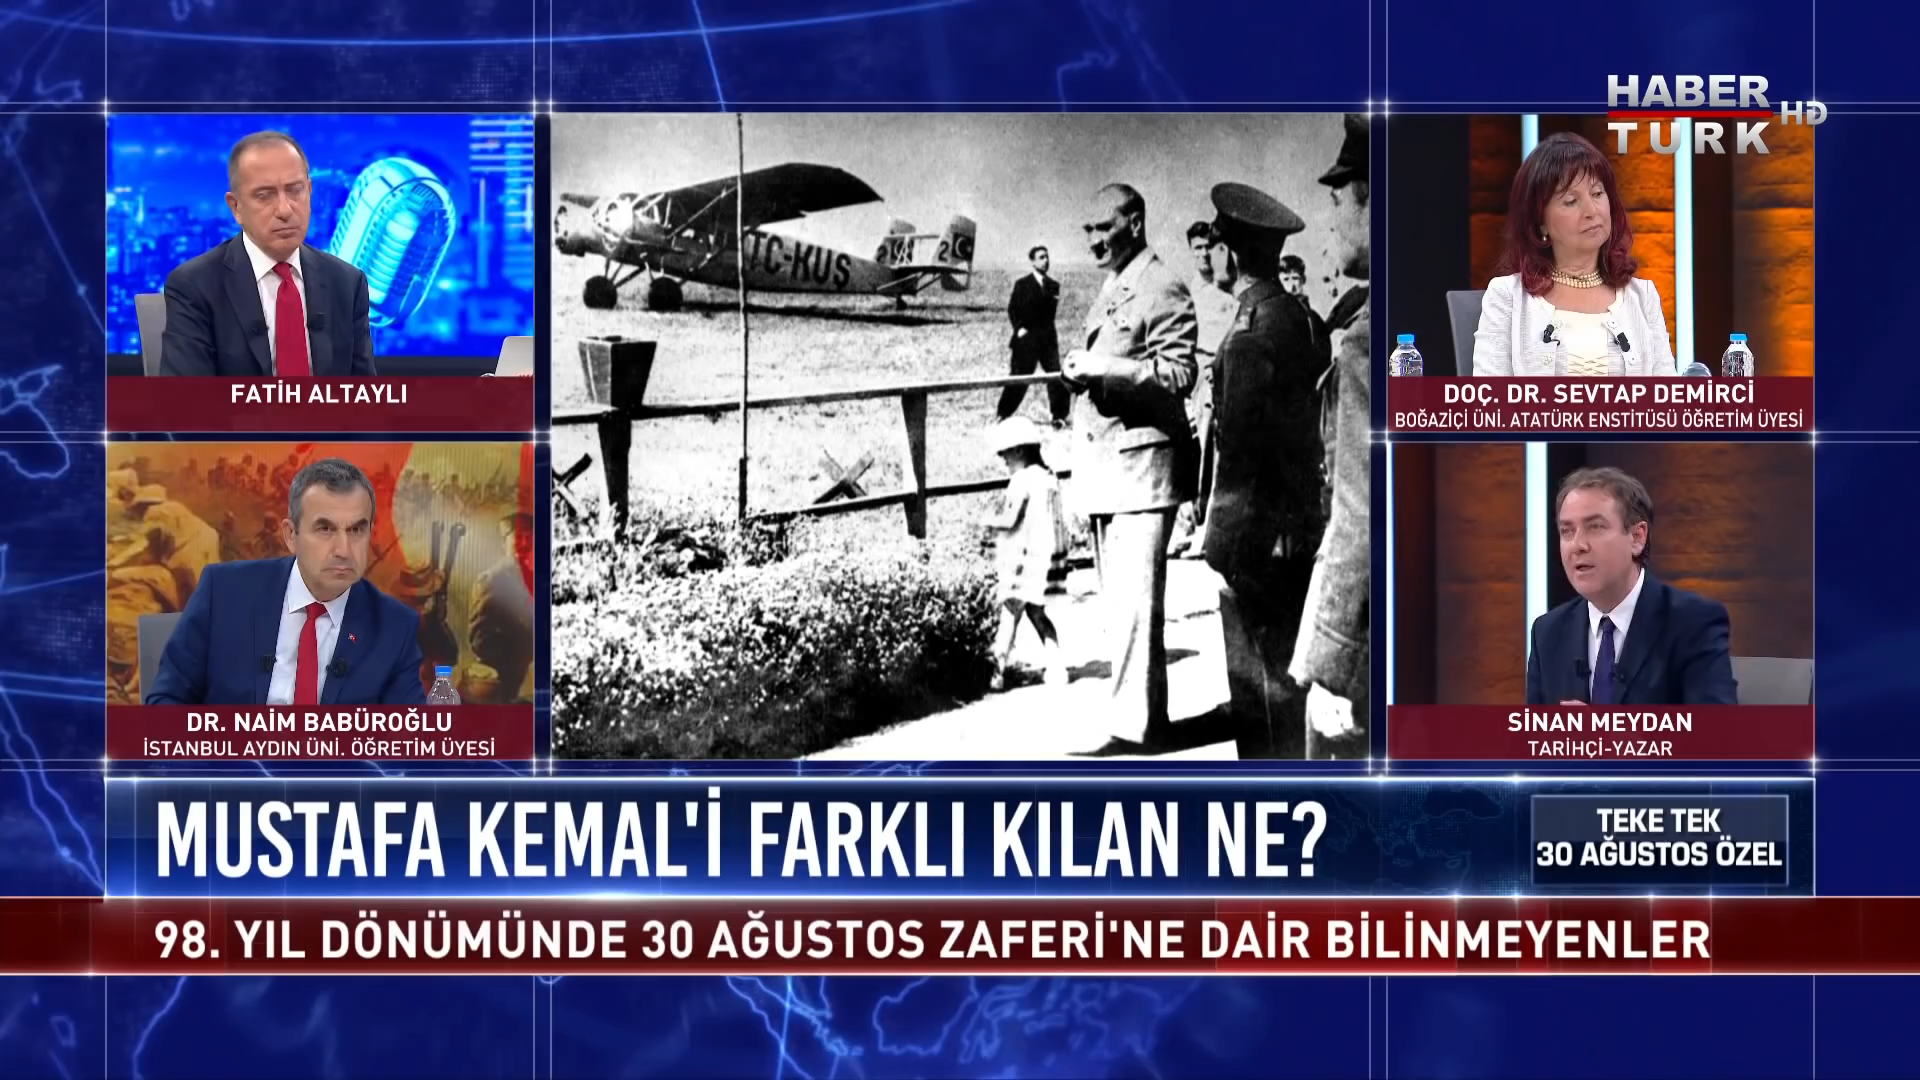 HABER
TURK HD
FATİH ALTAYLI
TC-KUŞ
2
2
DOÇ. DR. SEVTAP DEMİRCİ
BOĞAZİÇİ ÜNİ. ATATÜRK ENSTİTÜSÜ ÖĞRETİM ÜYESİ
DR. NAİM BABÜROĞLU
İSTANBUL AYDIN ÜNİ. ÖĞRETİM ÜYESİ
SİNAN MEYDAN
TARİHÇİ-YAZAR
MUSTAFA KEMAL'İ FARKLI KILAN NE?
TEKE TEK
30 AĞUSTOS ÖZEL
98. YIL DÖNÜMÜNDE 30 AĞUSTOS ZAFERİ'NE DAİR BİLİNMEYENLER